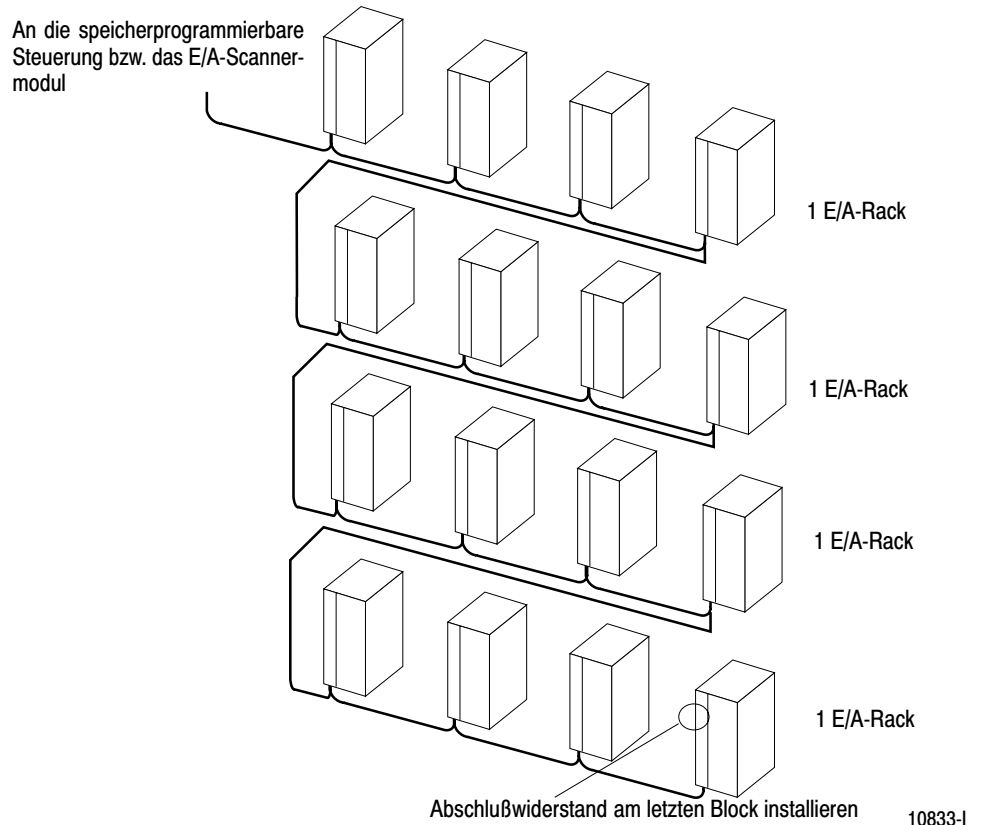 An die speicherprogrammierbare
Steuerung bzw. das E/A-Scanner-
modul
1 E/A-Rack
1 E/A-Rack
1 E/A-Rack
1 E/A-Rack
Abschlußwiderstand am letzten Block installieren
10833-I